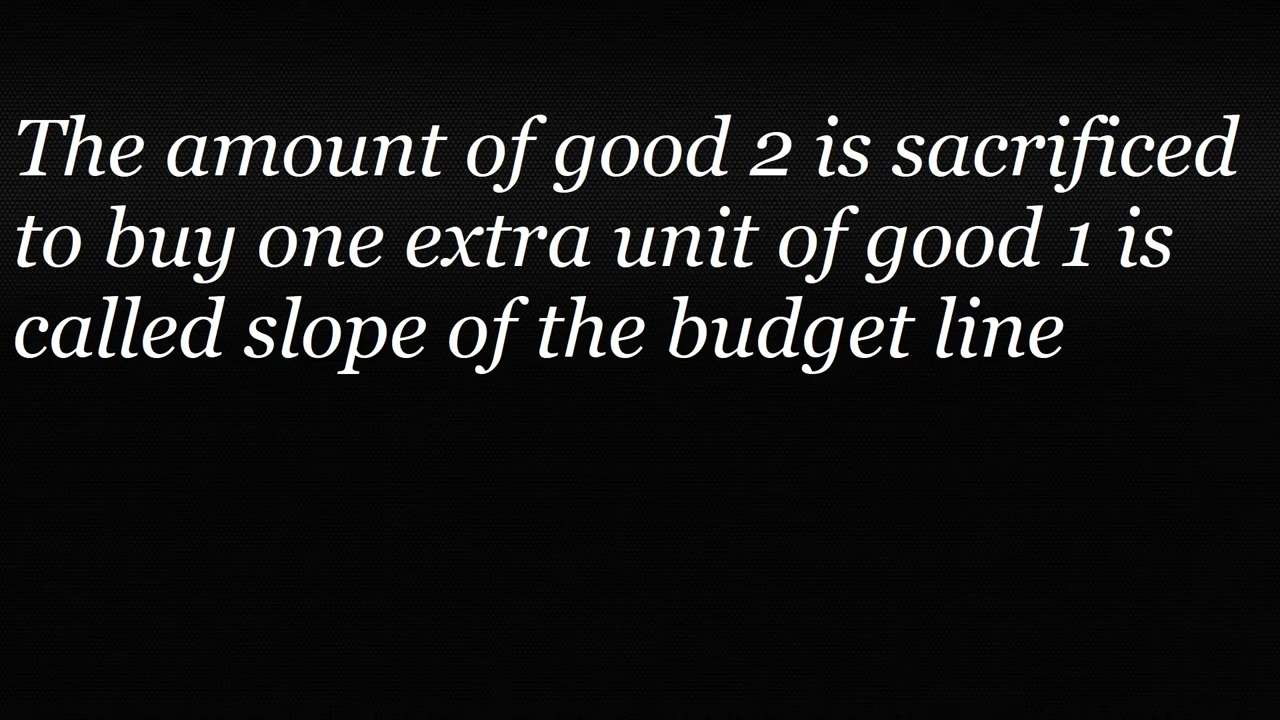 The amount of good 2 is sacrificed
to buy one extra unit of good 1 is
called slope of the budget line